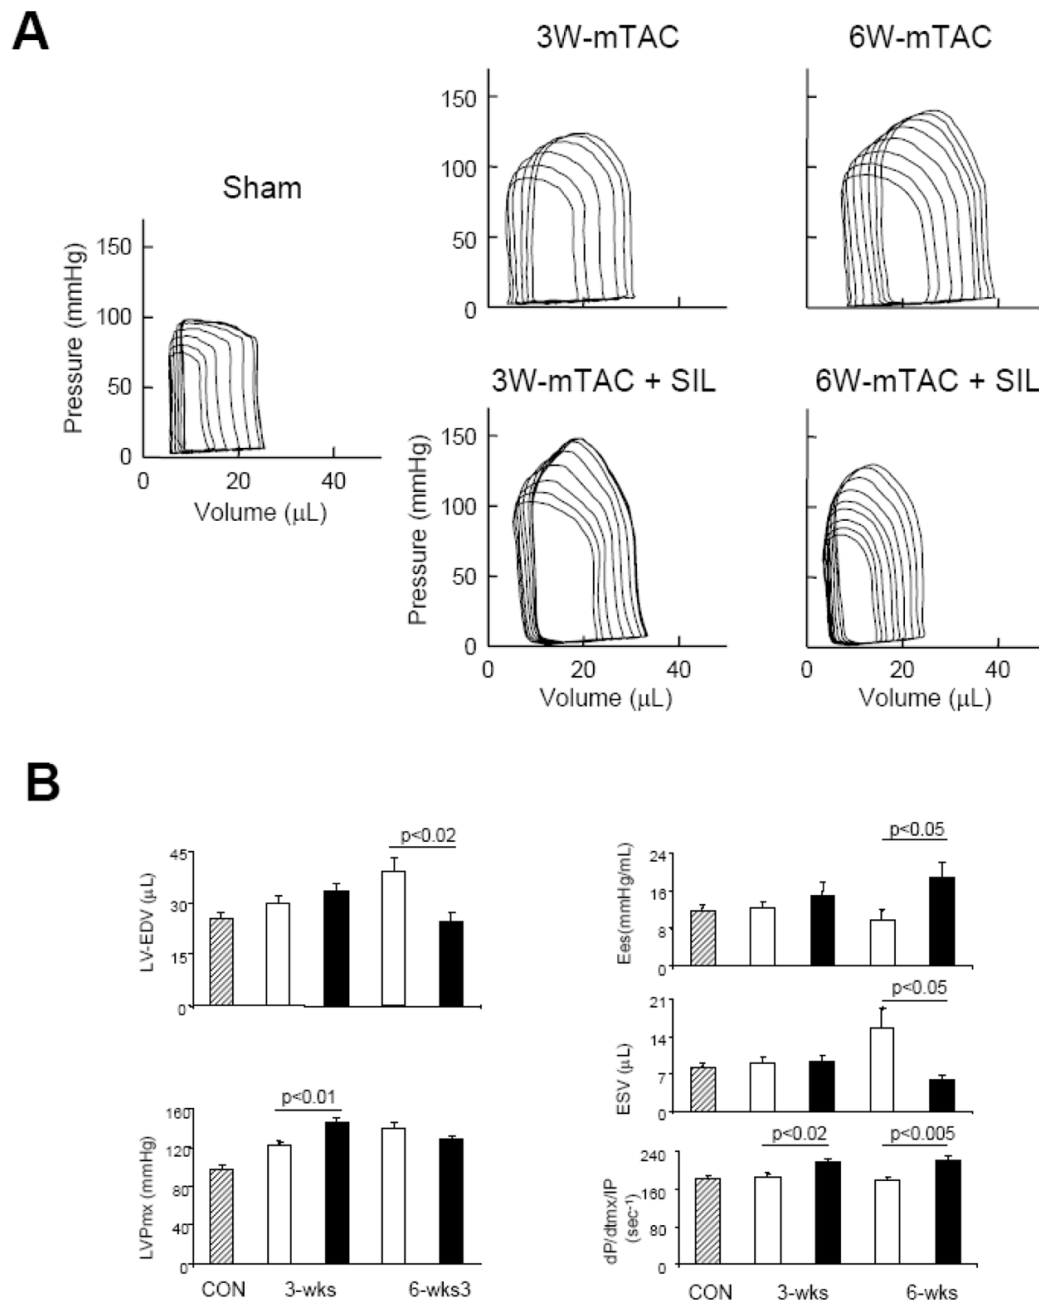 A
3W-mTAC
6W-mTAC
Sham
Pressure (mmHg)
150
100
50
0
0
20
40
Volume (µL)
150
100
50
0
3W-mTAC + SIL
6W-mTAC + SIL
Pressure (mmHg)
150
100
50
0
0
20
40
Volume (µL)
0
20
40
Volume (µL)
B
LV-EDV (µL)
45
30
15
0
p<0.02
LVPmx (mmHg)
160
120
80
40
0
p<0.01
CON
3-wks
6-wks3
Ees(mmHg/mL)
24
16
8
0
p<0.05
ESV (µL)
21
14
7
0
p<0.05
dP/dtmx/IP
(sec⁻¹)
240
160
80
0
p<0.02
p<0.005
CON
3-wks
6-wks